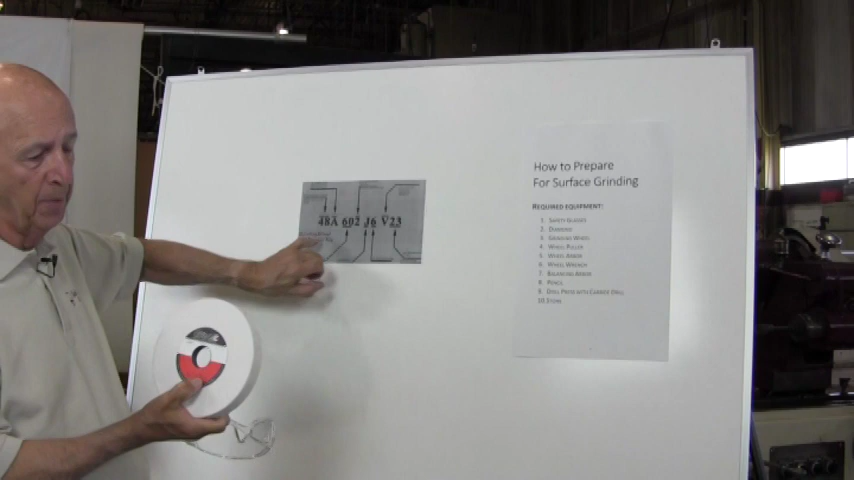 48A 602 J6 V23
How to Prepare
For Surface Grinding
REQUIRED EQUIPMENT:
1. SAFETY GLASSES
2. DIAMOND
3. GRINDING WHEEL
4. WHEEL PULLER
5. WHEEL ARBOR
6. WHEEL WRENCH
7. BALANCING ARBOR
8. PENCIL
9. DRILL PRESS WITH CARBIDE DRILL
10. STONE